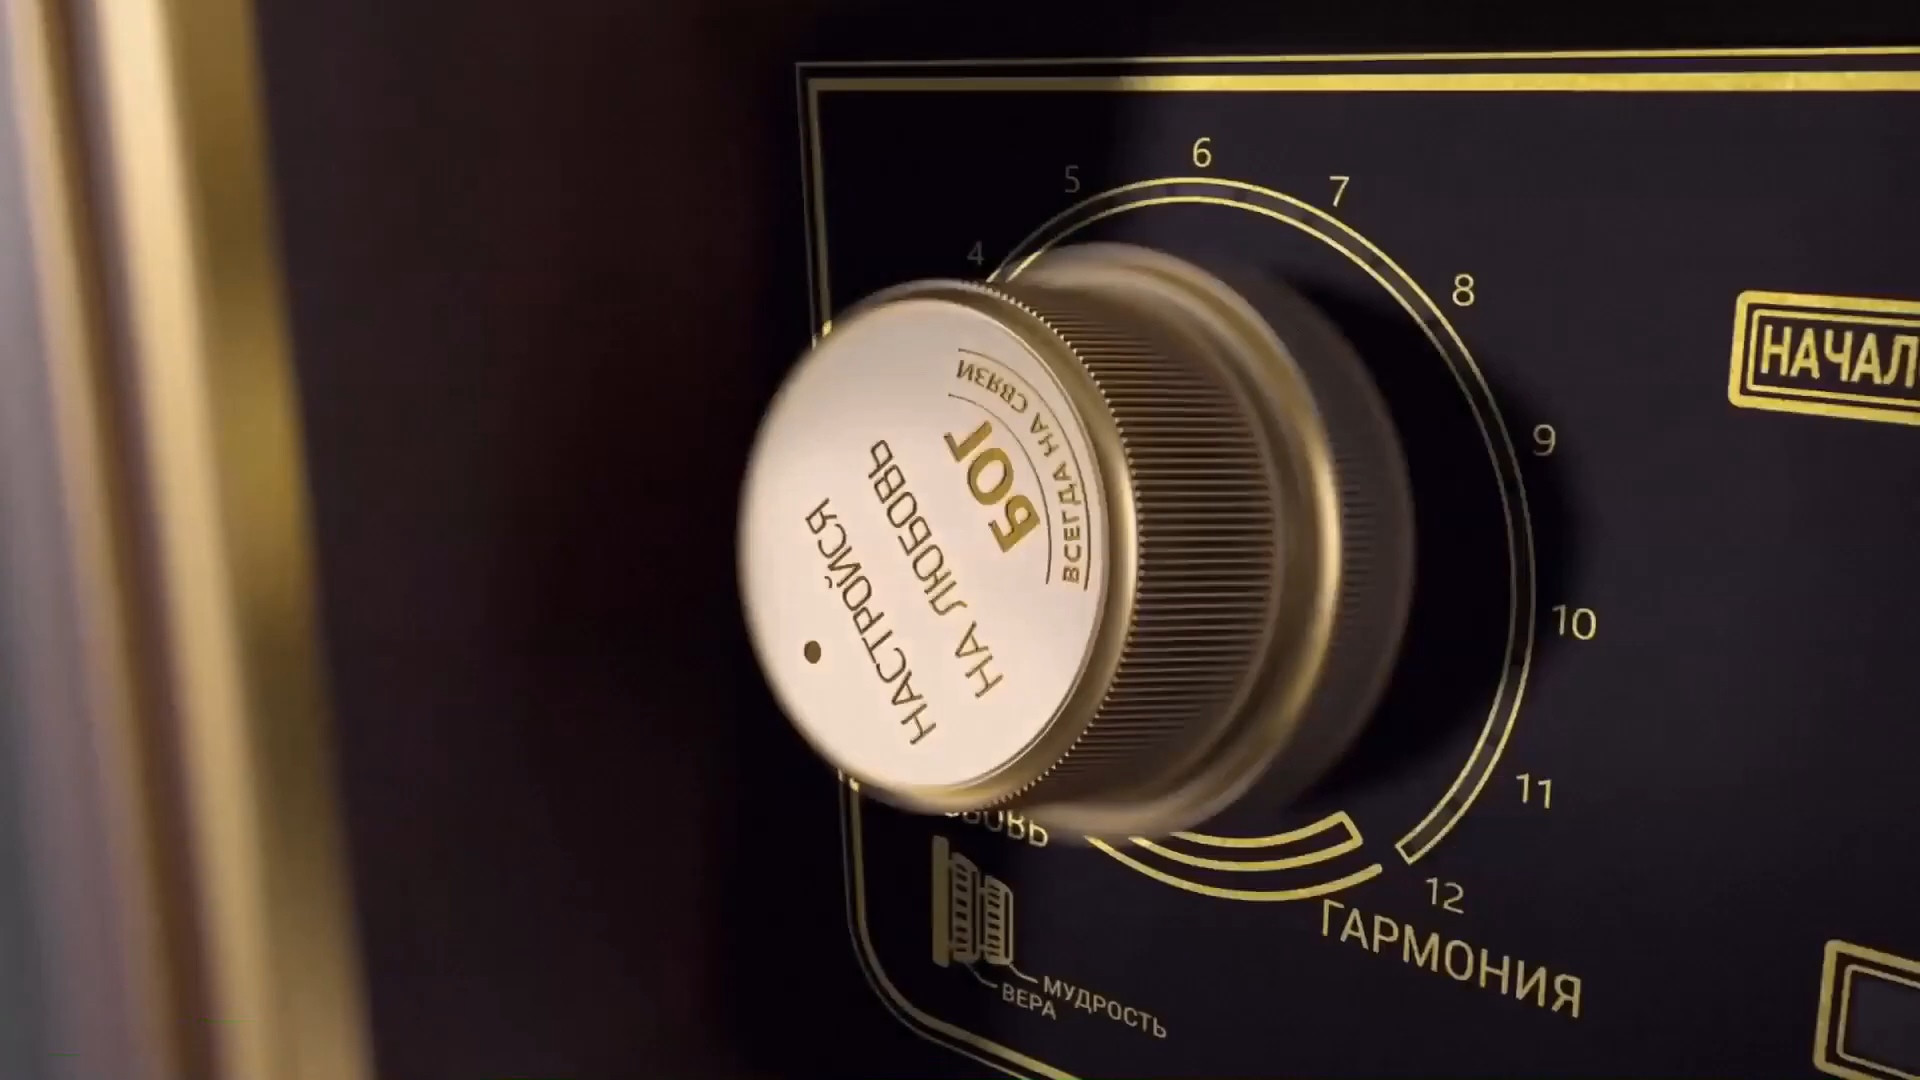 4
5
6
7
8
9
10
11
12
ВСЕГДА НА СВЯЗИ
БОГ
НА ЛЮБОВЬ
НАСТРОЙСЯ
ГАРМОНИЯ
МУДРОСТЬ
ВЕРА